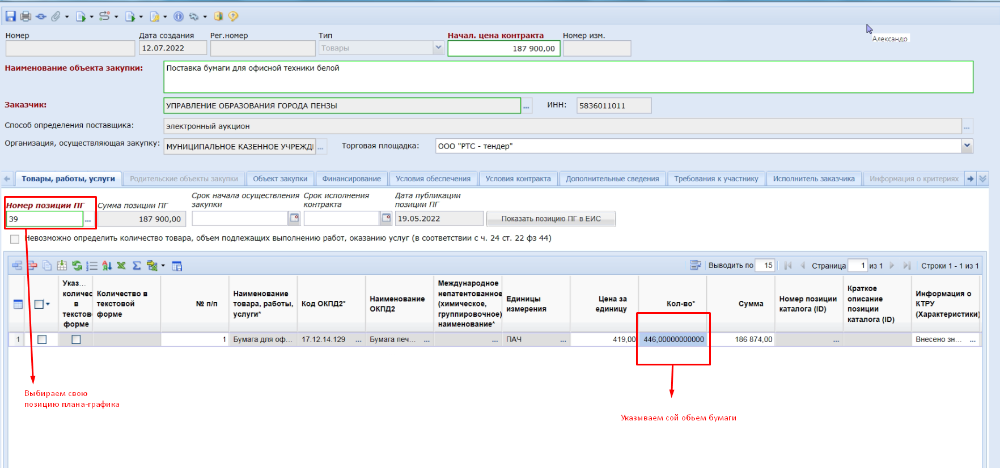 Александр
Номер Дата создания Рег.номер Тип Начал. цена контракта Номер изм.
12.07.2022 Товары 187 900,00
Наименование объекта закупки: Поставка бумаги для офисной техники белой
Заказчик: УПРАВЛЕНИЕ ОБРАЗОВАНИЯ ГОРОДА ПЕНЗЫ ... ИНН: 5836011011
Способ определения поставщика: электронный аукцион ...
Организация, осуществляющая закупку: МУНИЦИПАЛЬНОЕ КАЗЕННОЕ УЧРЕЖДІ ... Торговая площадка: ООО "РТС - тендер"
Товары, работы, услуги Родительские объекты закупки Объект закупки Финансирование Условия обеспечения Условия контракта Дополнительные сведения Требования к участнику Исполнитель заказчика Информация о критериях
Номер позиции ПГ
39 ...
Сумма позиции ПГ
187 900,00
Срок начала осуществления
закупки
Срок исполнения
контракта
Дата публикации
позиции ПГ
19.05.2022
Показать позицию ПГ в ЕИС
Невозможно определить количество товара, объем подлежащих выполнению работ, оказанию услуг (в соответствии с ч. 24 ст. 22 фз 44)
Выводить по 15 Страница 1 из 1 Строки 1 - 1 из 1
Указ...
количес
в
текстов
форме
Количество в
текстовой
форме
№ п/п
Наименование
товара, работы,
услуги*
Код ОКПД2*
Наименование
ОКПД2
Международное
непатентованное
(химическое,
группировочное)
наименование*
Единицы
измерения
Цена за
единицу
Кол-во*
Сумма
Номер позиции
каталога (ID)
Краткое
описание
позиции
каталога (ID)
Информация о
КТРУ
(Характеристики)
1 1 Бумага для оф... 17.12.14.129 ... Бумага печ... ... ... ПАЧ ... 419,00 446,00000000000 186 874,00 ... Внесено зн... ...
Выбираем свою
позицию плана-графика
Указываем сой обьем бумаги